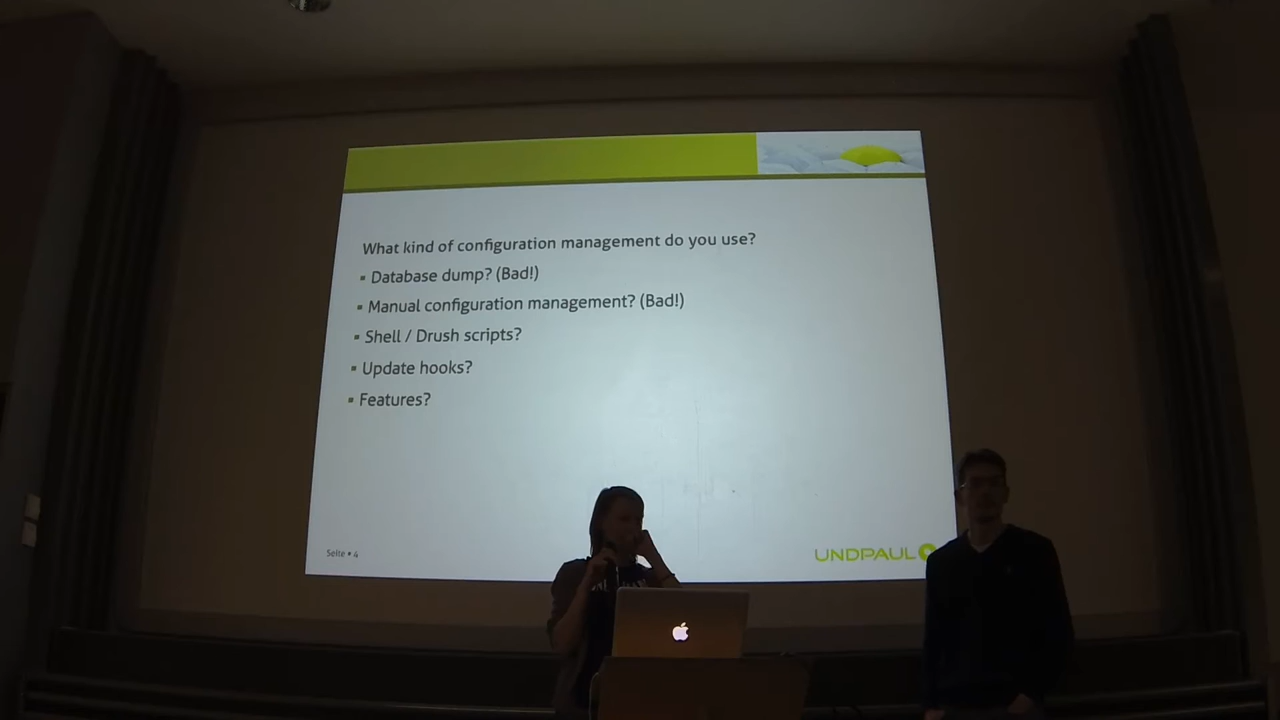 What kind of configuration management do you use?
▪ Database dump? (Bad!)
▪ Manual configuration management? (Bad!)
▪ Shell / Drush scripts?
▪ Update hooks?
▪ Features?
Seite ▪ 4
UNDPAUL